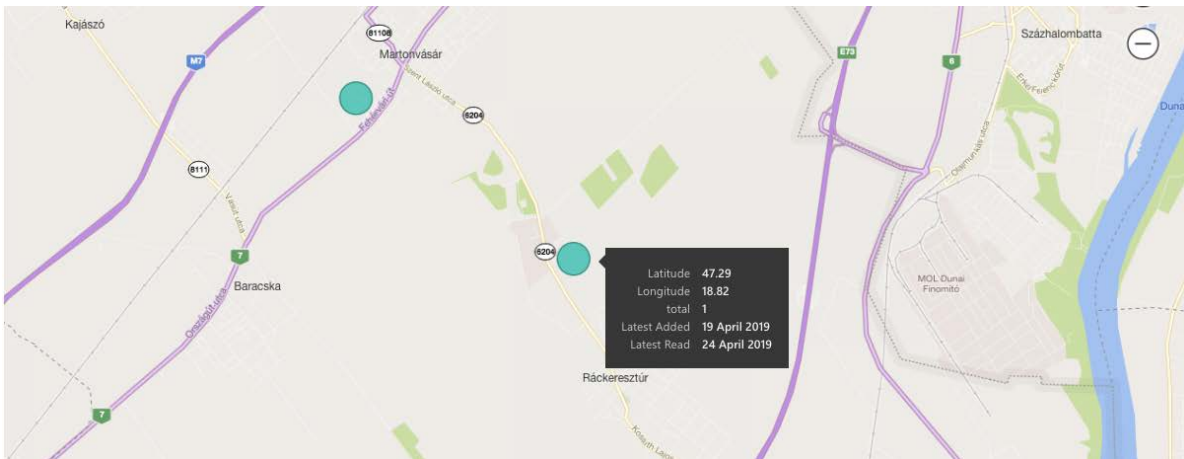 Kajászó
81108
Martonvásár
Százhalombatta
E73
6
M7
Szent László utca
Erkel Ferenc körút
Duna
Fehérvári út
6204
Olajmunkás utca
8111
Vasút utca
6204
7
Baracska
Latitude 47.29
Longitude 18.82
total 1
Latest Added 19 April 2019
Latest Read 24 April 2019
MOL Dunai
Finomító
Országút utca
Ráckeresztúr
7
Kossuth Lajos